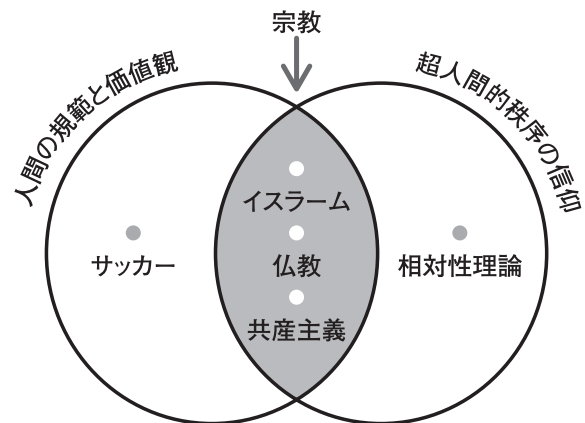 宗教
人間の規範と価値観
超人間的秩序の信仰
イスラーム
サッカー
仏教
相対性理論
共産主義